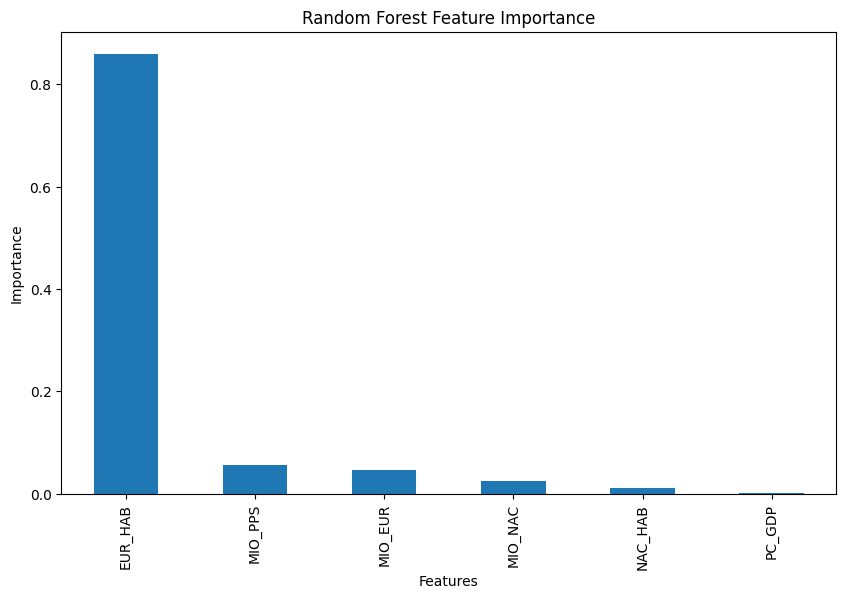 Random Forest Feature Importance
Importance
0.8
0.6
0.4
0.2
0.0
EUR_HAB
MIO_PPS
MIO_EUR
MIO_NAC
NAC_HAB
PC_GDP
Features